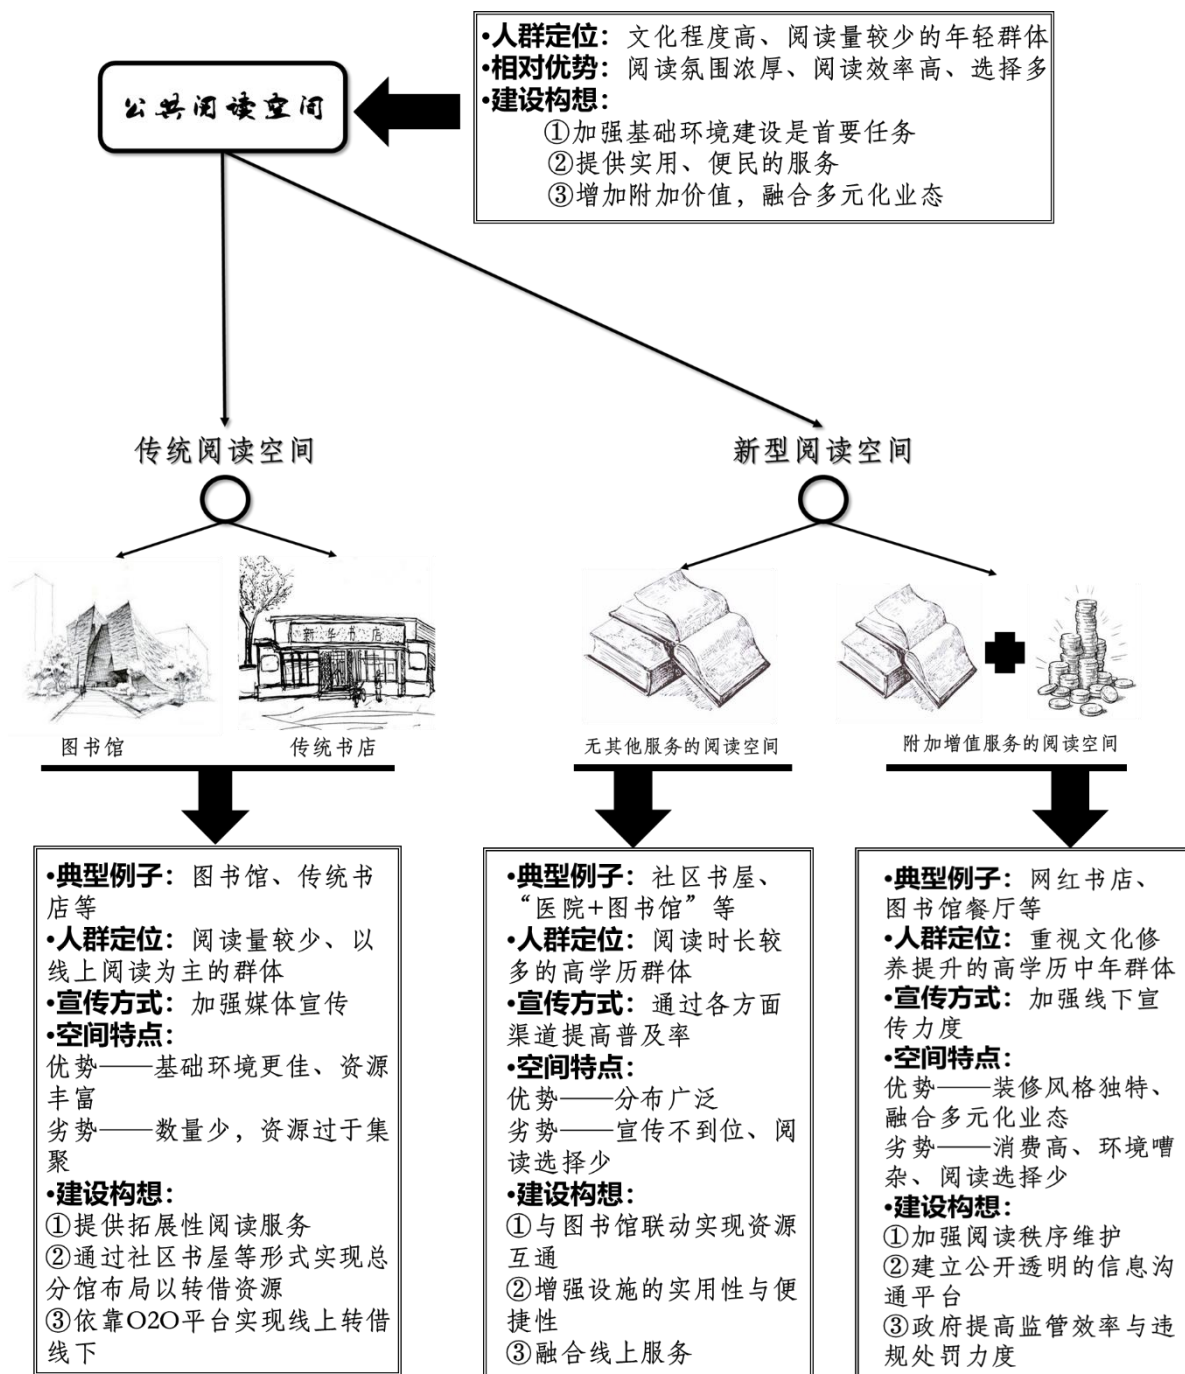 •人群定位：文化程度高、阅读量较少的年轻群体
•相对优势：阅读氛围浓厚、阅读效率高、选择多
•建设构想：
①加强基础环境建设是首要任务
②提供实用、便民的服务
③增加附加价值，融合多元化业态
公共阅读空间
传统阅读空间
新型阅读空间
新华书店
图书馆
传统书店
无其他服务的阅读空间
附加增值服务的阅读空间
•典型例子：图书馆、传统书
店等
•人群定位：阅读量较少、以
线上阅读为主的群体
•宣传方式：加强媒体宣传
•空间特点：
优势——基础环境更佳、资源
丰富
劣势——数量少，资源过于集
聚
•建设构想：
①提供拓展性阅读服务
②通过社区书屋等形式实现总
分馆布局以转借资源
③依靠O2O平台实现线上转借
线下
•典型例子：社区书屋、
“医院+图书馆”等
•人群定位：阅读时长较
多的高学历群体
•宣传方式：通过各方面
渠道提高普及率
•空间特点：
优势——分布广泛
劣势——宣传不到位、阅
读选择少
•建设构想：
①与图书馆联动实现资源
互通
②增强设施的实用性与便
捷性
③融合线上服务
•典型例子：网红书店、
图书馆餐厅等
•人群定位：重视文化修
养提升的高学历中年群体
•宣传方式：加强线下宣
传力度
•空间特点：
优势——装修风格独特、
融合多元化业态
劣势——消费高、环境嘈
杂、阅读选择少
•建设构想：
①加强阅读秩序维护
②建立公开透明的信息沟
通平台
③政府提高监管效率与违
规处罚力度